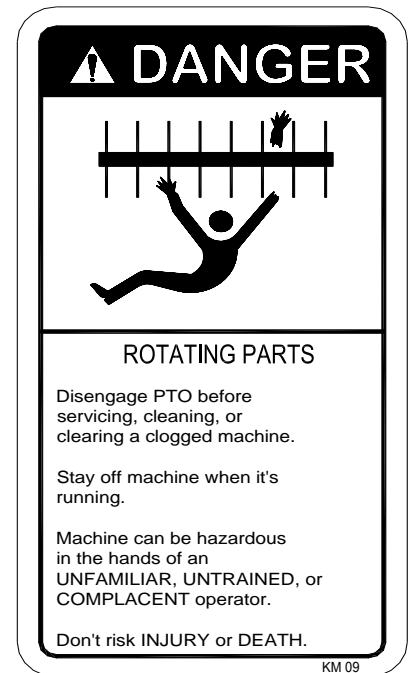 DANGER
ROTATING PARTS
Disengage PTO before
servicing, cleaning, or
clearing a clogged machine.
Stay off machine when it's
running.
Machine can be hazardous
in the hands of an
UNFAMILIAR, UNTRAINED, or
COMPLACENT operator.
Don't risk INJURY or DEATH.
KM 09